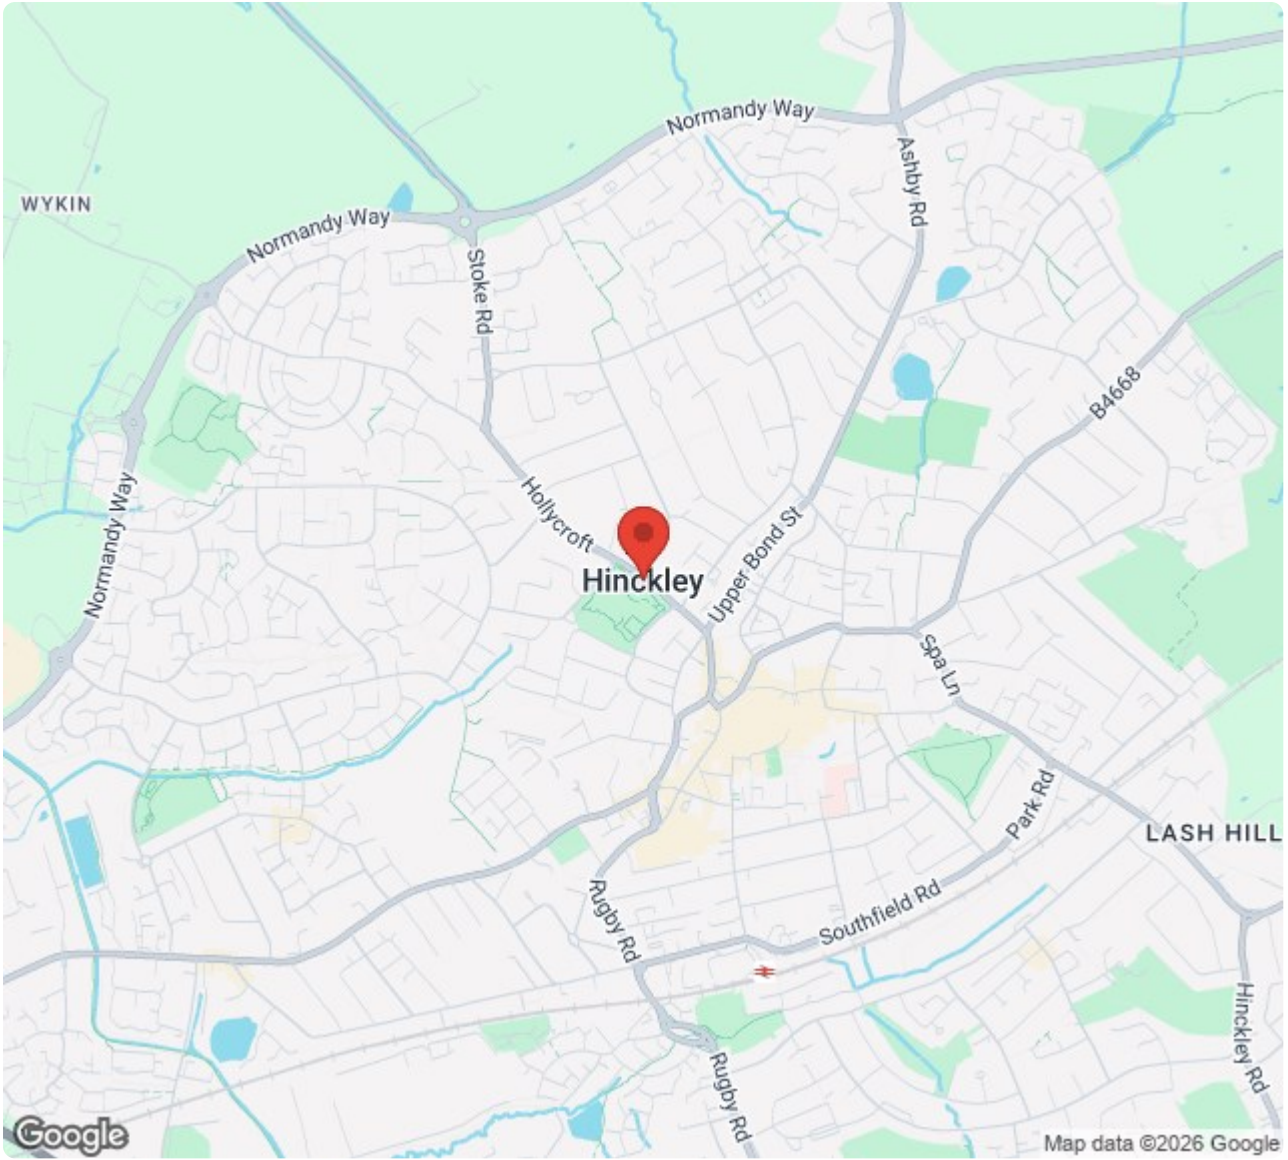 Normandy Way
Ashby Rd
WYKIN
Normandy Way
Stoke Rd
B4668
Normandy Way
Hollycroft
Upper Bond St
Hinckley
Spa Ln
Park Rd
LASH HILL
Rugby Rd
Southfield Rd
Hinckley Rd
Rugby Rd
Google
Map data ©2026 Google